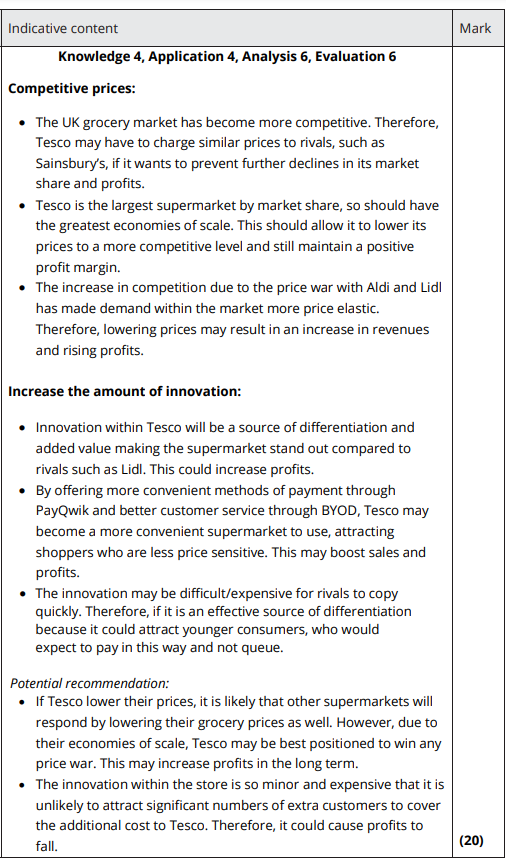 Indicative content Mark
Knowledge 4, Application 4, Analysis 6, Evaluation 6
Competitive prices:
• The UK grocery market has become more competitive. Therefore,
Tesco may have to charge similar prices to rivals, such as
Sainsbury’s, if it wants to prevent further declines in its market
share and profits.
• Tesco is the largest supermarket by market share, so should have
the greatest economies of scale. This should allow it to lower its
prices to a more competitive level and still maintain a positive
profit margin.
• The increase in competition due to the price war with Aldi and Lidl
has made demand within the market more price elastic.
Therefore, lowering prices may result in an increase in revenues
and rising profits.
Increase the amount of innovation:
• Innovation within Tesco will be a source of differentiation and
added value making the supermarket stand out compared to
rivals such as Lidl. This could increase profits.
• By offering more convenient methods of payment through
PayQwik and better customer service through BYOD, Tesco may
become a more convenient supermarket to use, attracting
shoppers who are less price sensitive. This may boost sales and
profits.
• The innovation may be difficult/expensive for rivals to copy
quickly. Therefore, if it is an effective source of differentiation
because it could attract younger consumers, who would
expect to pay in this way and not queue.
Potential recommendation:
• If Tesco lower their prices, it is likely that other supermarkets will
respond by lowering their grocery prices as well. However, due to
their economies of scale, Tesco may be best positioned to win any
price war. This may increase profits in the long term.
• The innovation within the store is so minor and expensive that it is
unlikely to attract significant numbers of extra customers to cover
the additional cost to Tesco. Therefore, it could cause profits to
fall. (20)